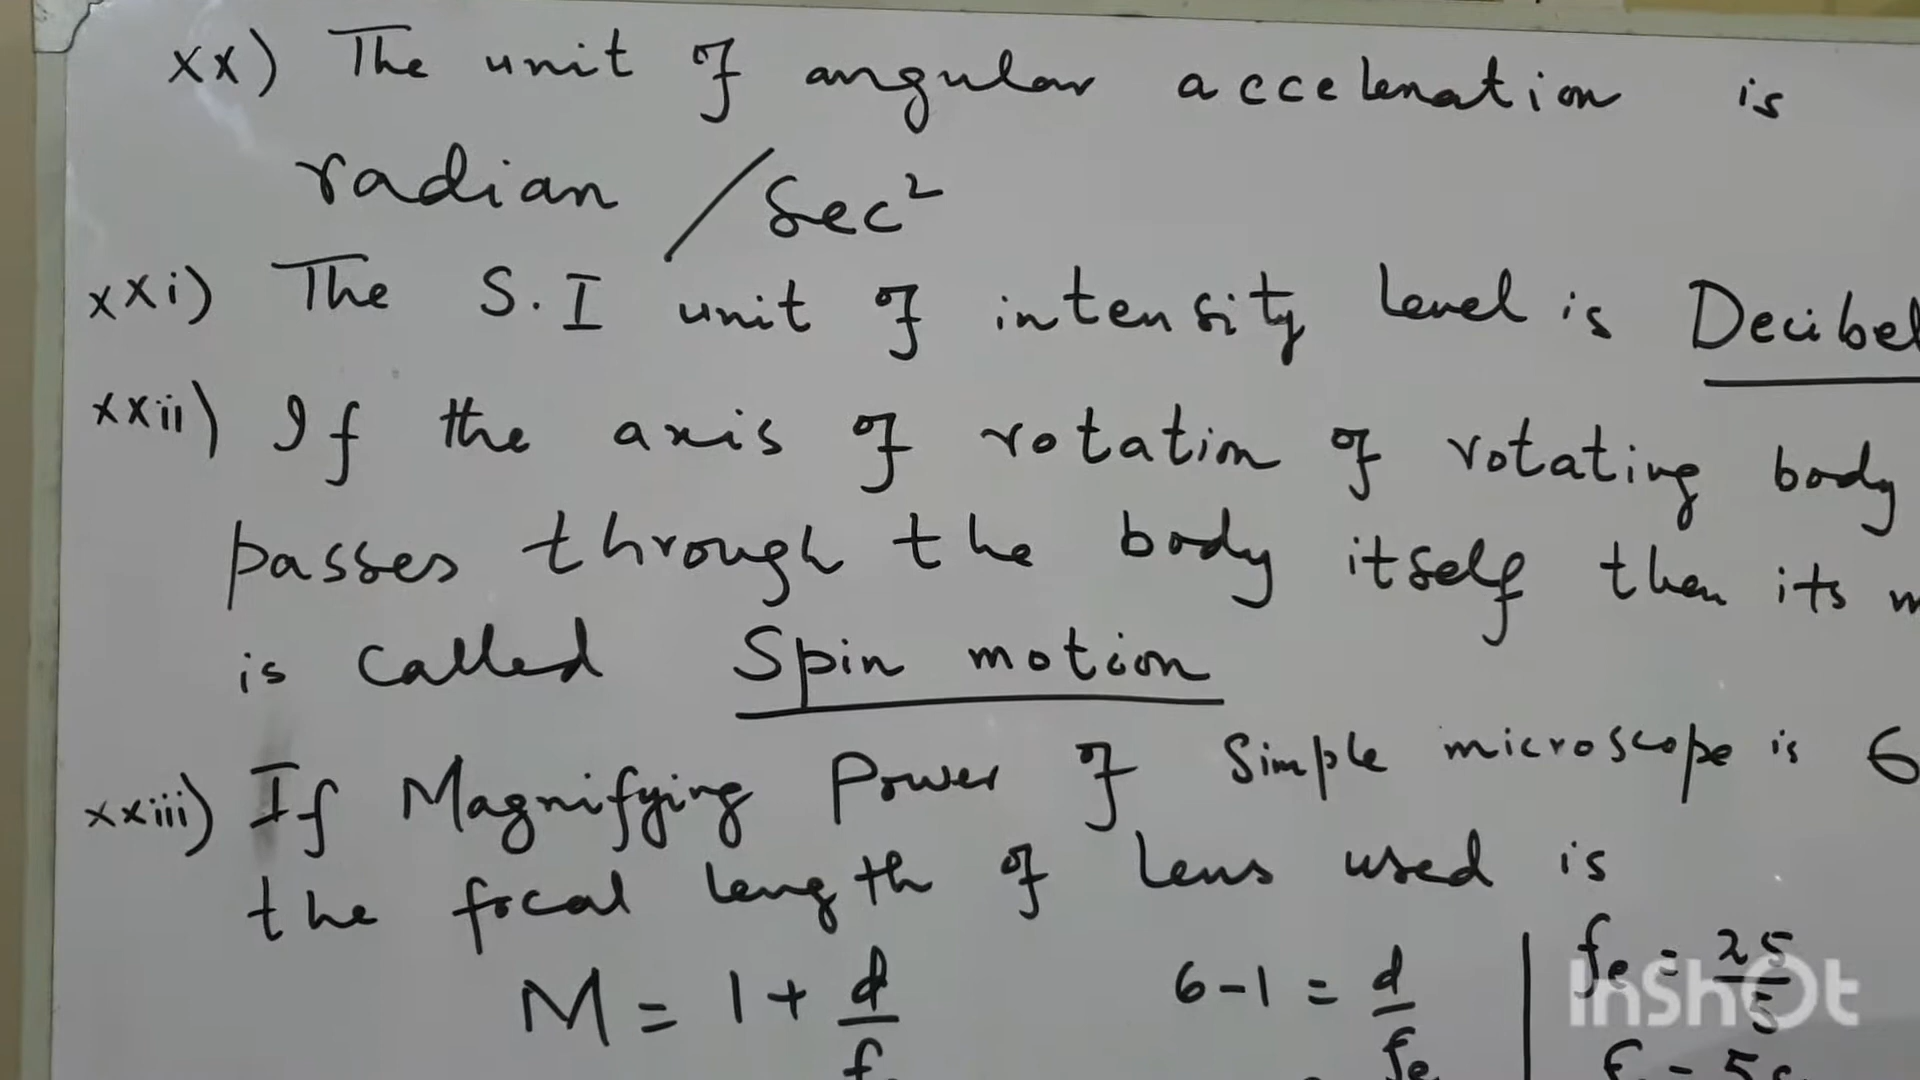 xx) The unit of angular acceleration is
radian / Sec²
xxi) The S.I unit of intensity level is Decibel
xxii) If the axis of rotation of rotating body
passes through the body itself then its
is called Spin motion
xxiii) If Magnifying Power of Simple microscope is 6
the focal length of lens used is
M = 1 + d/f
6-1 = d/fe
fe = 25/5
InShOt